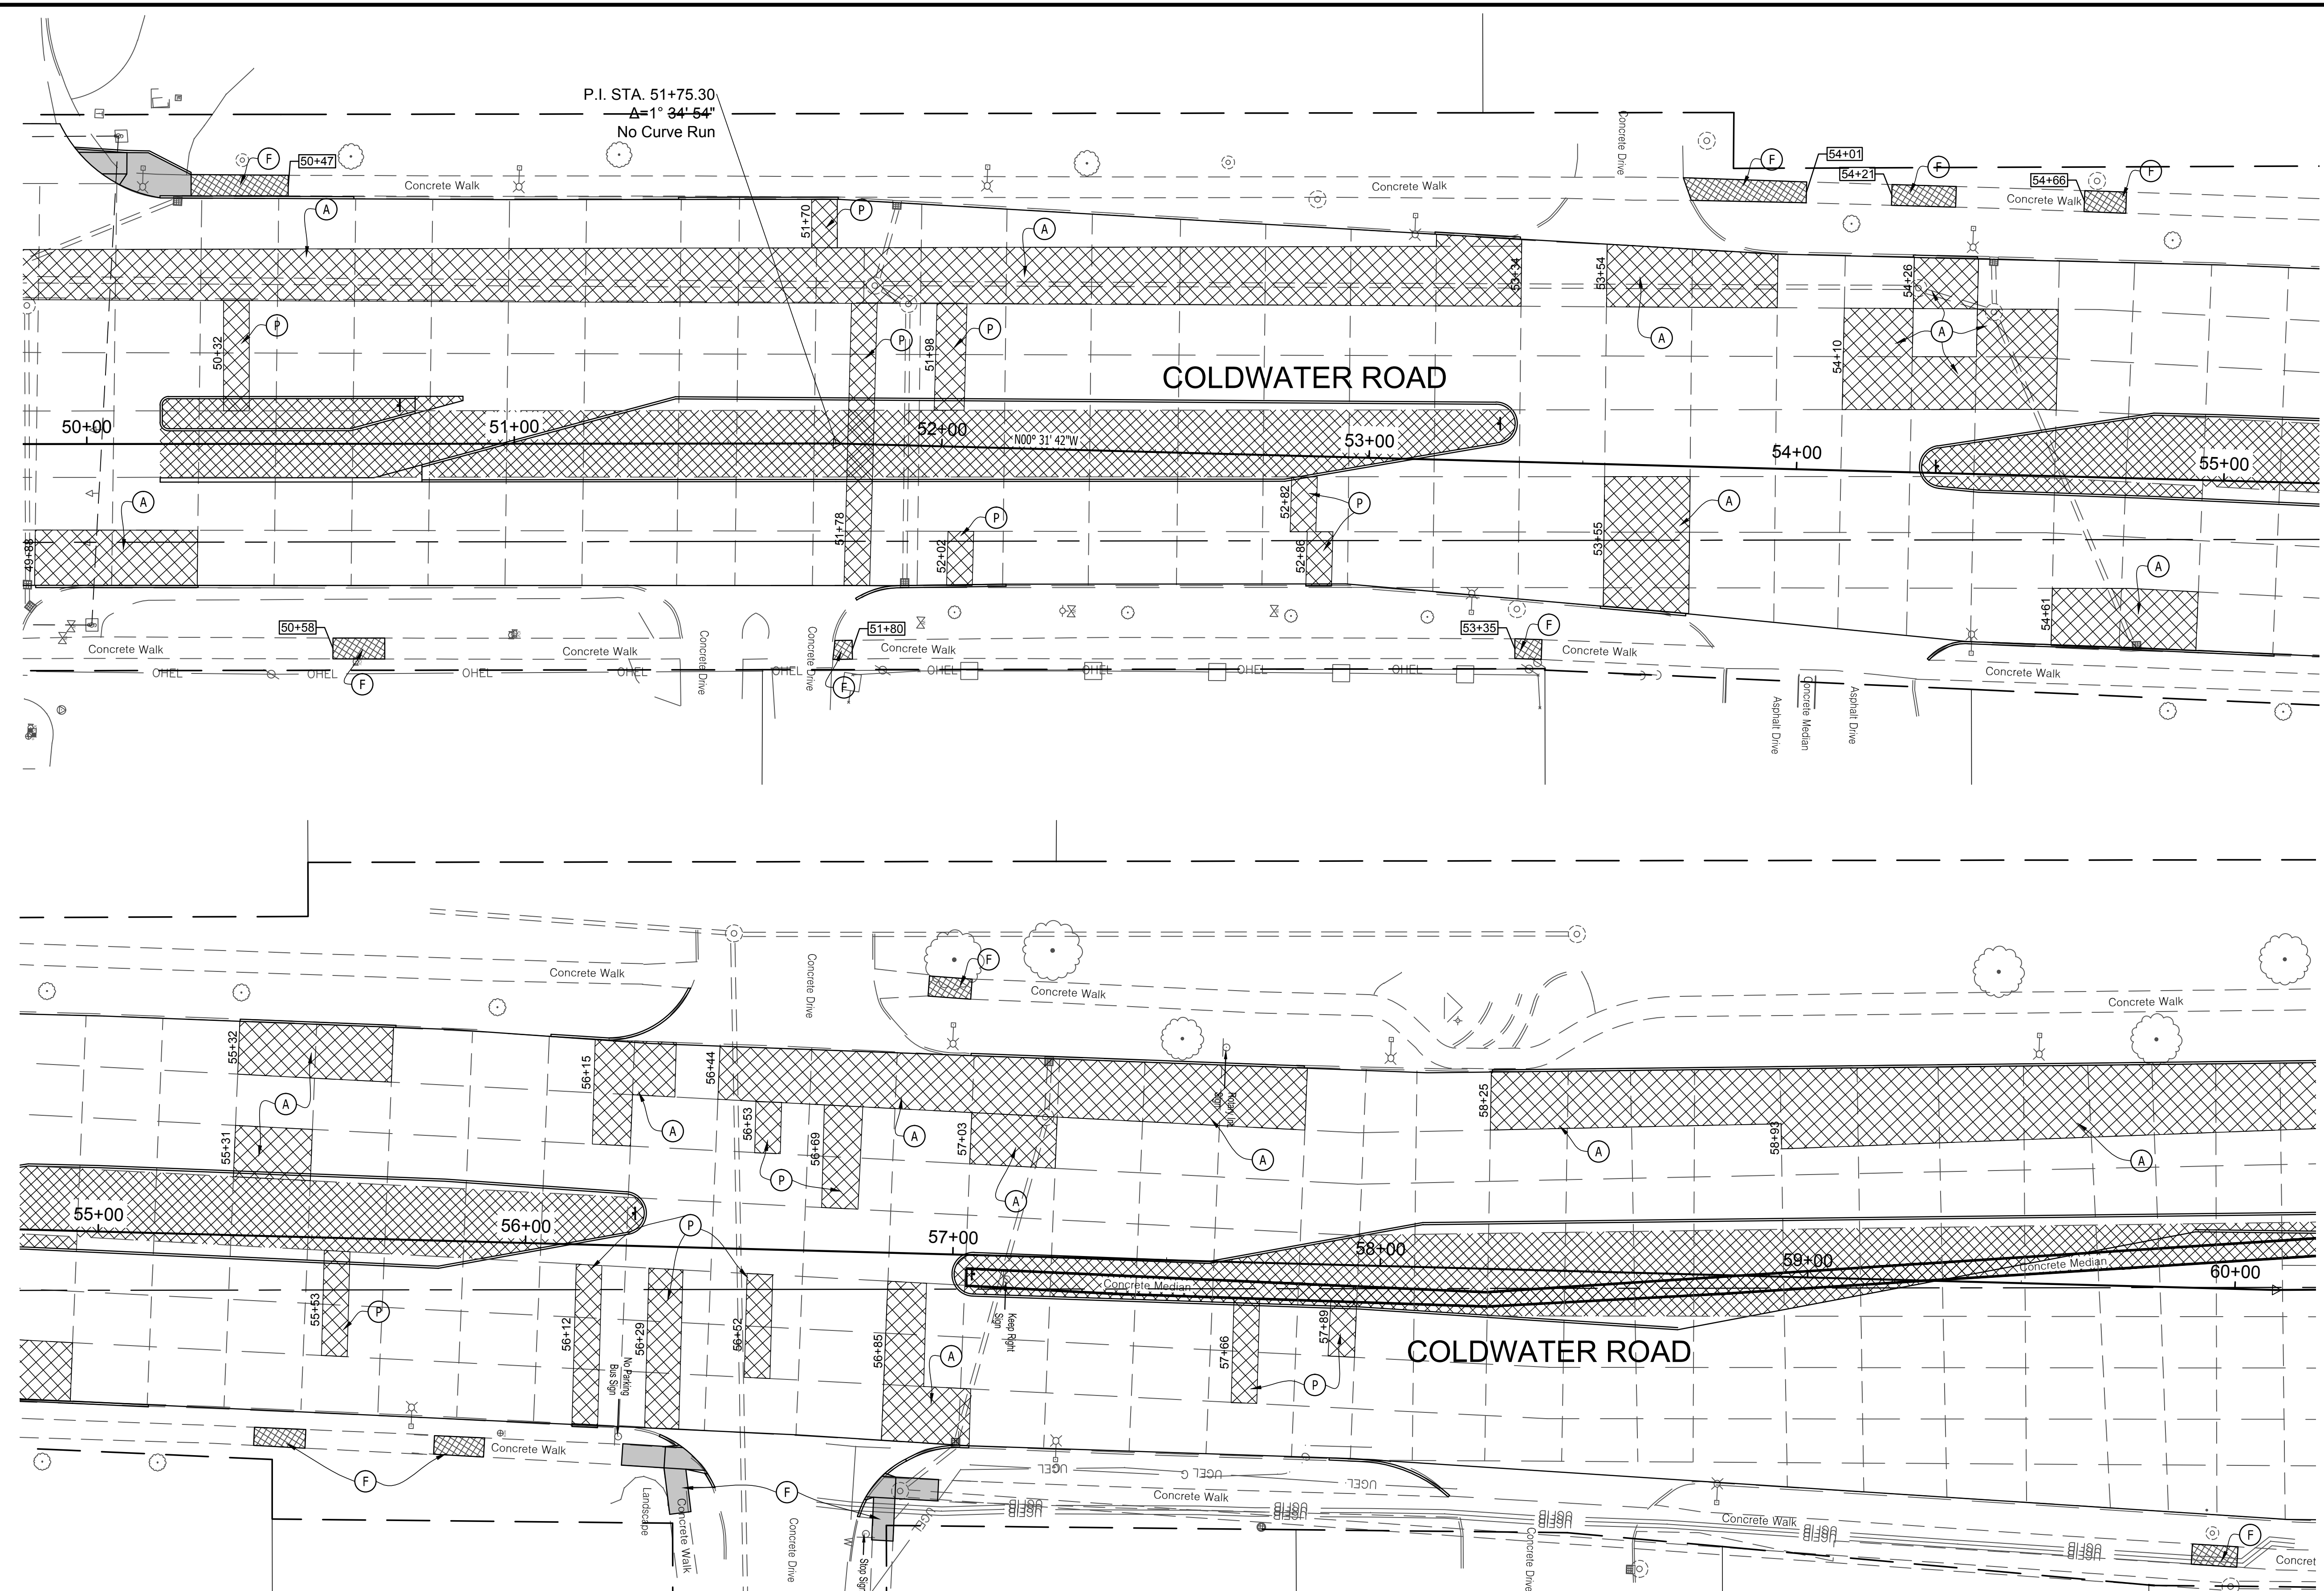 P.I. STA. 51+75.30
Δ=1° 34' 54"
No Curve Run
Concrete Drive
F
50+47
Concrete Walk
Concrete Walk
F
54+01
54+21
F
54+66
F
Concrete Walk
A
51+70
P
A
53+34
53+54
A
54+26
A
54+10
50+32
P
P
51+98
P
COLDWATER ROAD
50+00
51+00
52+00
N00° 31' 42"W
53+00
54+00
55+00
49+88
A
51+78
52+02
P
52+82
52+86
P
53+55
A
54+61
A
50+58
F
51+80
F
53+35
F
Concrete Walk
Concrete Walk
Concrete Drive
Concrete Drive
Concrete Walk
Concrete Walk
Concrete Walk
OHEL
OHEL
OHEL
OHEL
OHEL
OHEL
OHEL
OHEL
OHEL
Asphalt Drive
Concrete Median
Asphalt Drive
Concrete Walk
Concrete Drive
F
Concrete Walk
Concrete Walk
55+32
A
55+31
56+15
A
56+44
56+53
P
56+69
A
57+03
A
Sign
A
58+25
A
58+93
A
55+00
56+00
P
57+00
58+00
59+00
60+00
Concrete Median
Concrete Median
55+53
P
56+12
56+29
56+52
56+85
A
Keep Right
Sign
57+66
57+89
P
COLDWATER ROAD
No Parking
Bus Sign
F
Concrete Walk
Landscape
Concrete Walk
F
Concrete Drive
W
Stop Sign
UGEL
UGEL
UGEL G
UGEL
Concrete Walk
Concrete Drive
Concrete Walk
F